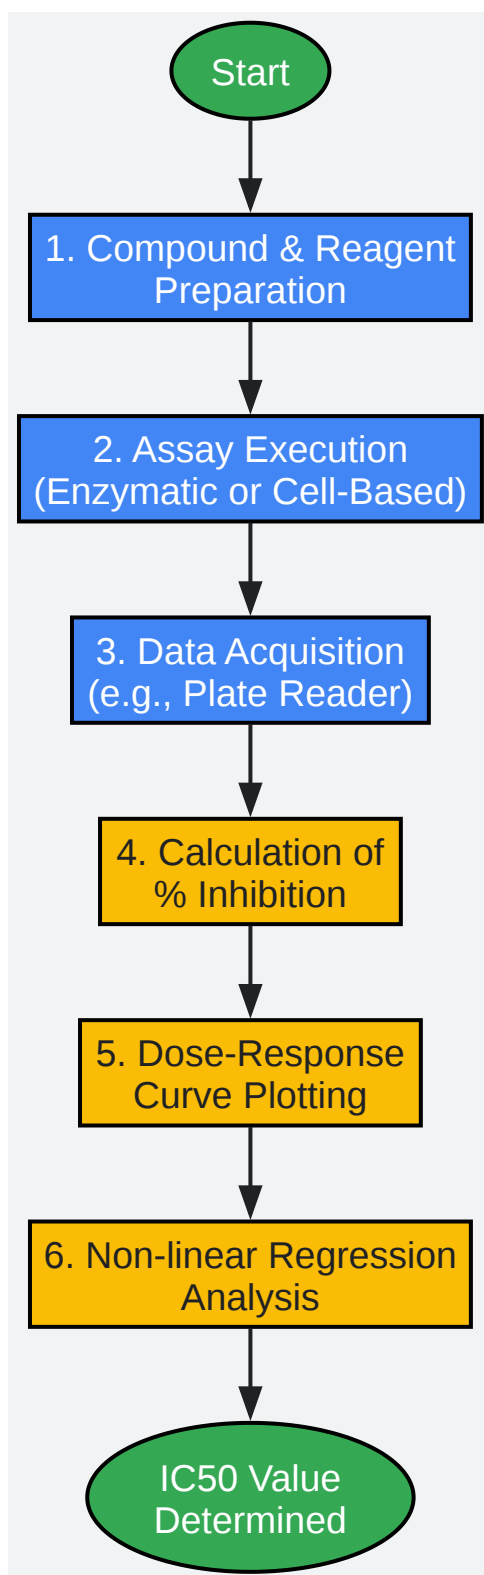 Start
1. Compound & Reagent
Preparation
2. Assay Execution
(Enzymatic or Cell-Based)
3. Data Acquisition
(e.g., Plate Reader)
4. Calculation of
% Inhibition
5. Dose-Response
Curve Plotting
6. Non-linear Regression
Analysis
IC50 Value
Determined